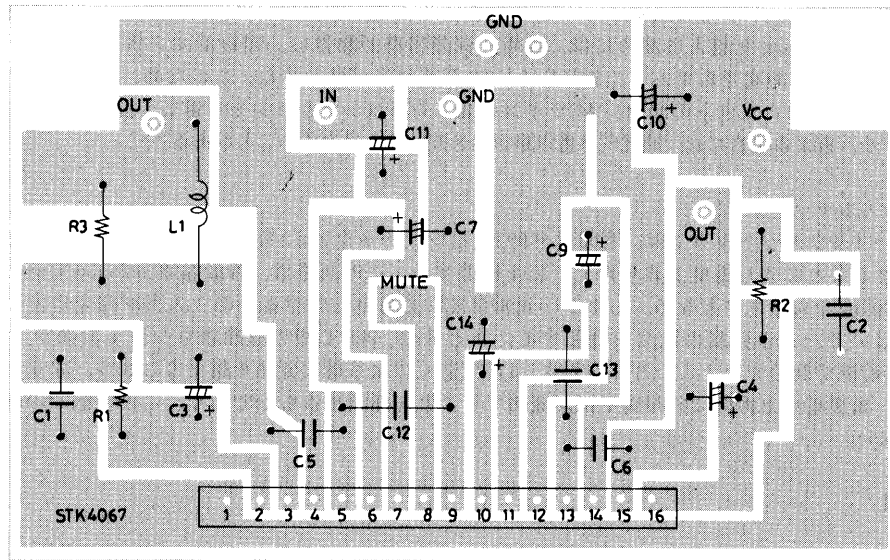 GND
OUT
IN
GND
C11
C10
VCC
R3
L1
C7
OUT
C9
MUTE
C14
R2
C2
C13
C4
C1
R1
C3
C12
C5
C6
STK4067
1 2 3 4 5 6 7 8 9 10 11 12 13 14 15 16
+
+
+
+
+
+
+